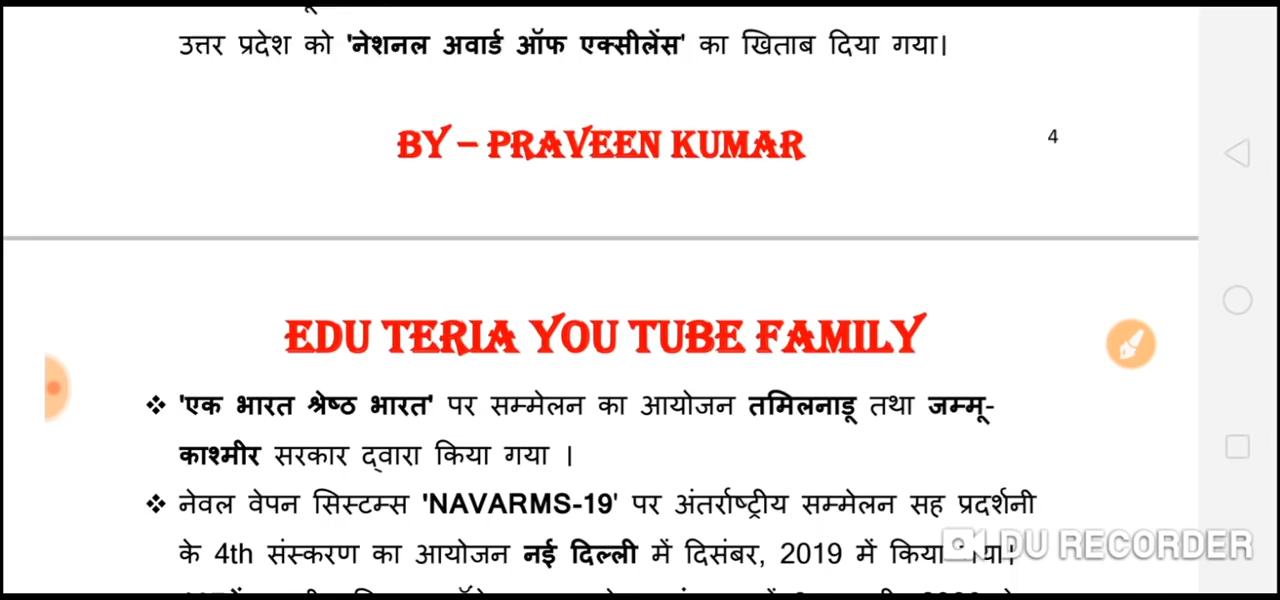 उत्तर प्रदेश को 'नेशनल अवार्ड ऑफ एक्सीलेंस' का खिताब दिया गया।
BY – PRAVEEN KUMAR
4
EDU TERIA YOU TUBE FAMILY
❖ 'एक भारत श्रेष्ठ भारत' पर सम्मेलन का आयोजन तमिलनाडू तथा जम्मू-
काश्मीर सरकार द्वारा किया गया ।
❖ नेवल वेपन सिस्टम्स 'NAVARMS-19' पर अंतर्राष्ट्रीय सम्मेलन सह प्रदर्शनी
के 4th संस्करण का आयोजन नई दिल्ली में दिसंबर, 2019 में किया गया।
DU RECORDER